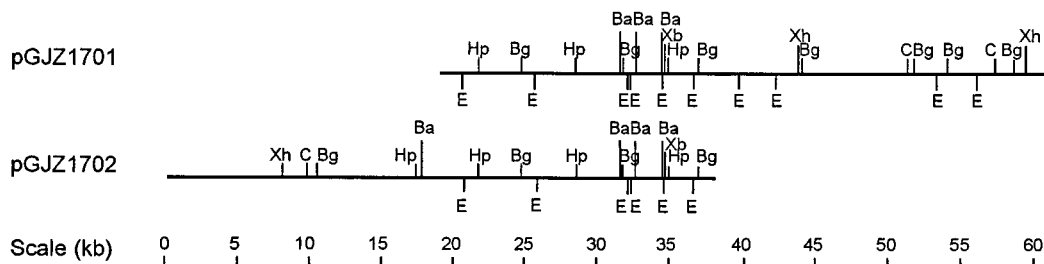 Ba Ba Ba
Xh Xh
Hp Bg Hp Bg Xb Hp Bg Bg C Bg Bg C Bg
pGJZ1701
E E E E E E E E E E
Ba Ba Ba Ba
Xh C Bg Hp Hp Bg Hp Bg Xb Hp Bg
pGJZ1702
E E E E E E
Scale (kb) 0 5 10 15 20 25 30 35 40 45 50 55 60